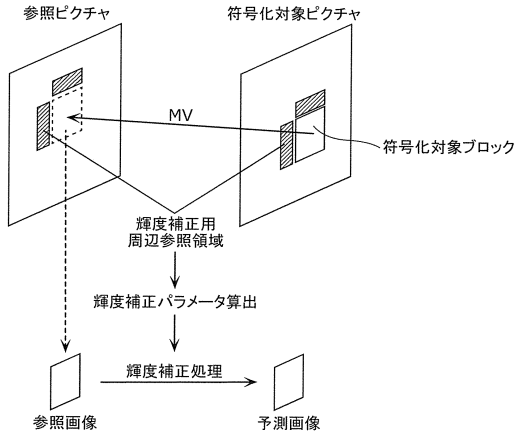 参照ピクチャ
符号化対象ピクチャ
MV
符号化対象ブロック
輝度補正用
周辺参照領域
輝度補正パラメータ算出
輝度補正処理
参照画像
予測画像